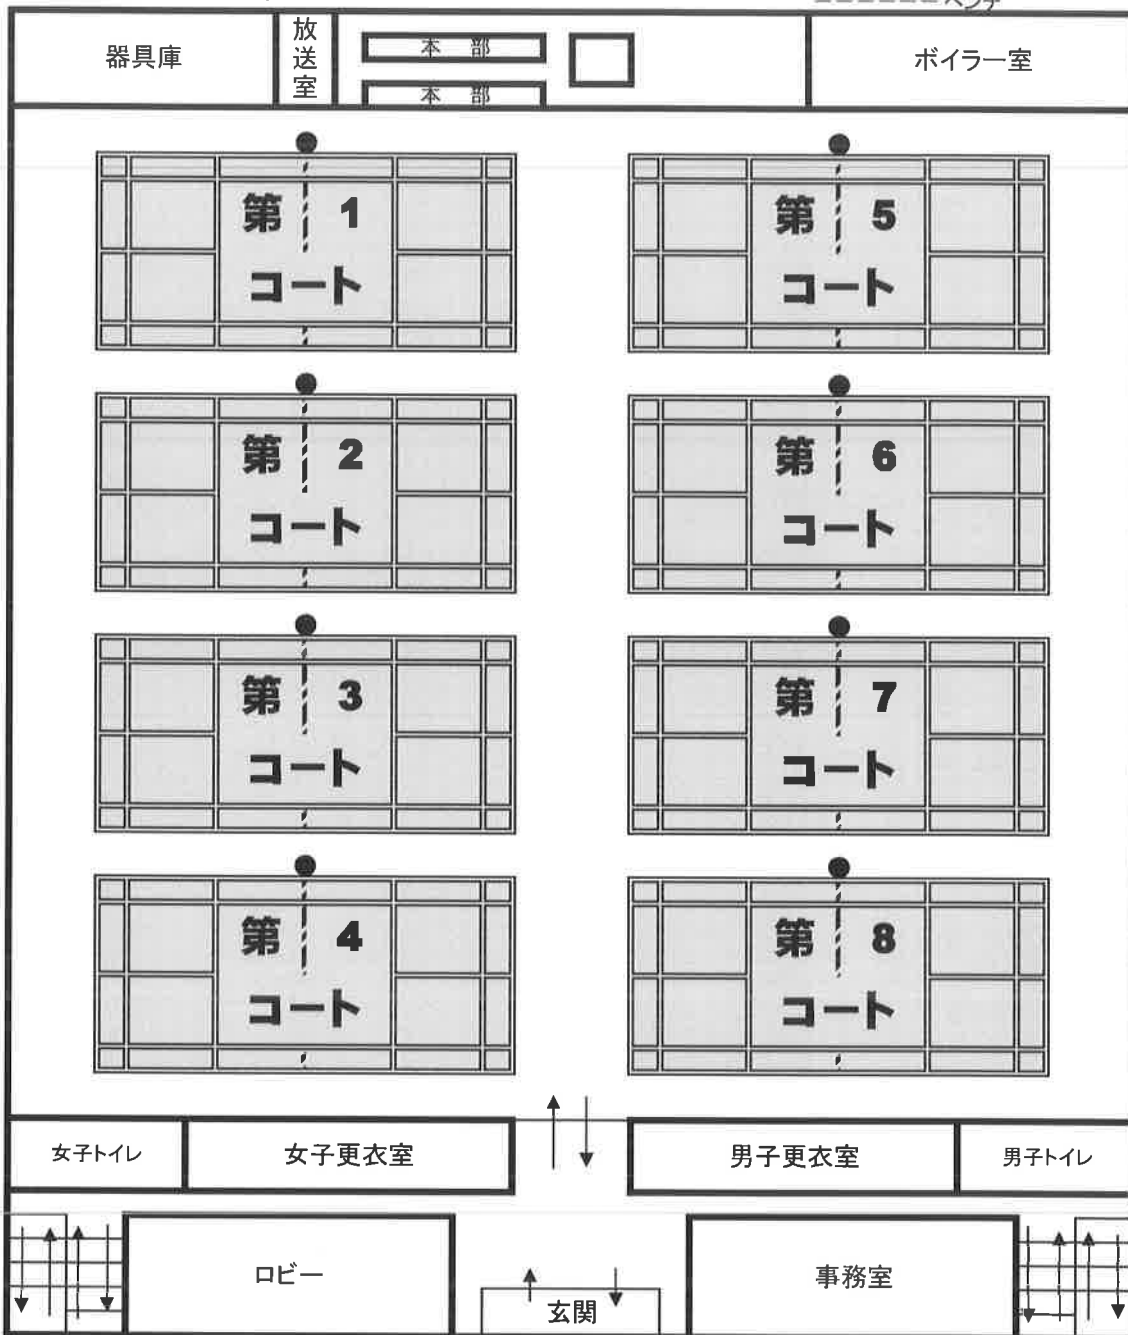 ベンチ
器具庫
放送室
本 部
本 部
ボイラー室
第 1
コート
第 5
コート
第 2
コート
第 6
コート
第 3
コート
第 7
コート
第 4
コート
第 8
コート
女子トイレ
女子更衣室
男子更衣室
男子トイレ
ロビー
玄関
事務室